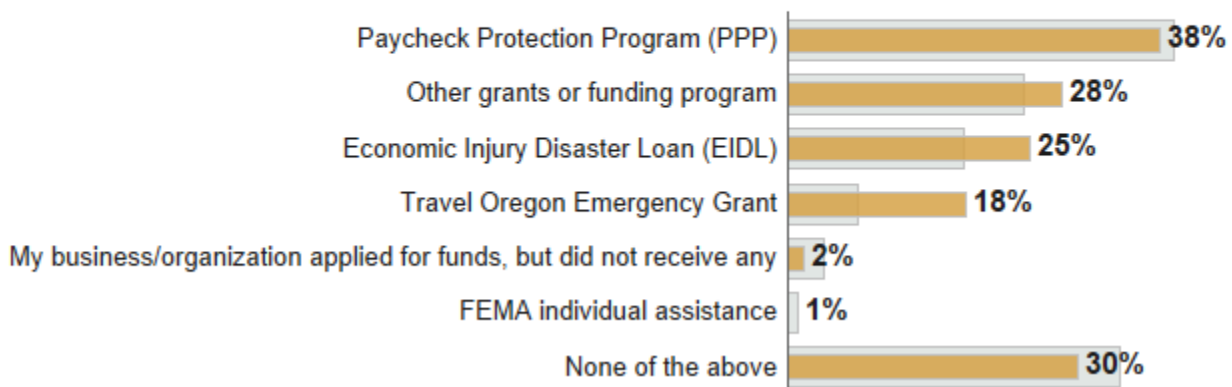 Paycheck Protection Program (PPP) 38%
Other grants or funding program 28%
Economic Injury Disaster Loan (EIDL) 25%
Travel Oregon Emergency Grant 18%
My business/organization applied for funds, but did not receive any 2%
FEMA individual assistance 1%
None of the above 30%